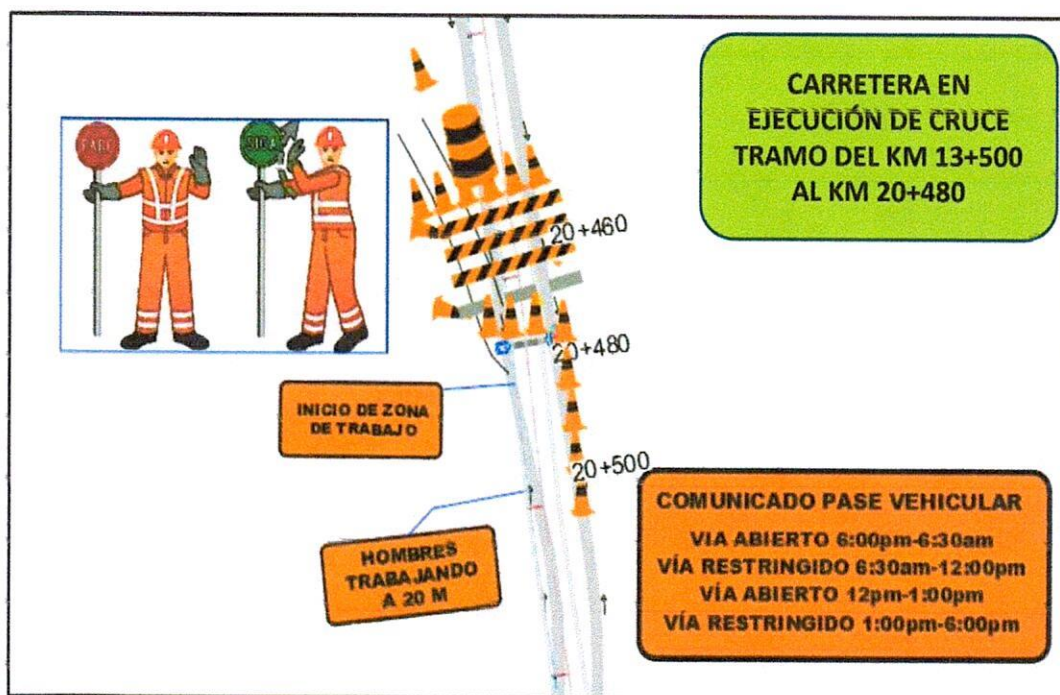 CARRETERA EN
EJECUCIÓN DE CRUCE
TRAMO DEL KM 13+500
AL KM 20+480
PARE
SIGA
20+460
20+480
INICIO DE ZONA
DE TRABAJO
20+500
HOMBRES
TRABAJANDO
A 20 M
COMUNICADO PASE VEHICULAR
VIA ABIERTO 6:00pm-6:30am
VÍA RESTRINGIDO 6:30am-12:00pm
VÍA ABIERTO 12pm-1:00pm
VÍA RESTRINGIDO 1:00pm-6:00pm